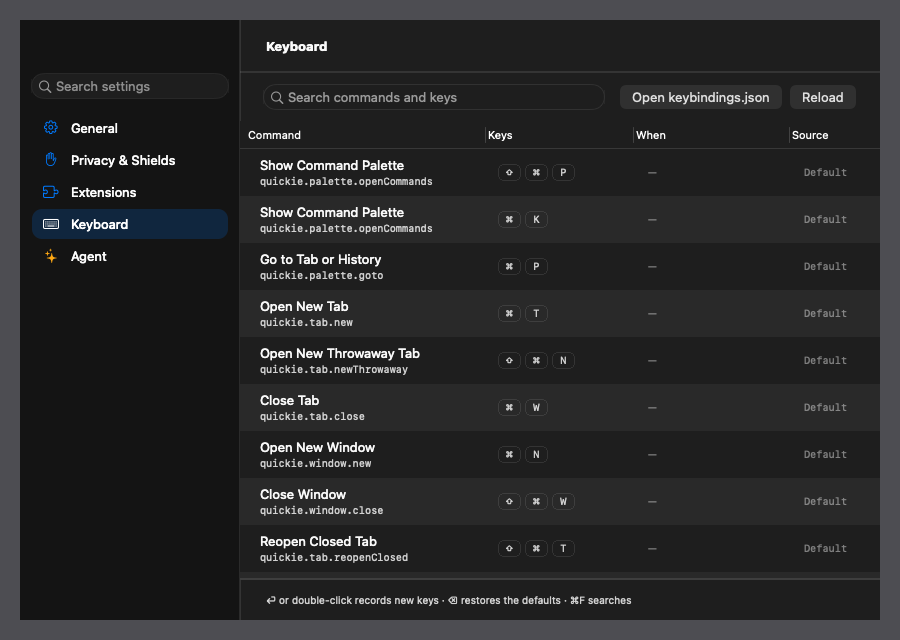 Keyboard
Search settings
General
Privacy & Shields
Extensions
Keyboard
Agent
Search commands and keys
Open keybindings.json
Reload
Command Keys When Source
Show Command Palette
quickie.palette.openCommands
⇧ ⌘ P — Default
Show Command Palette
quickie.palette.openCommands
⌘ K — Default
Go to Tab or History
quickie.palette.goto
⌘ P — Default
Open New Tab
quickie.tab.new
⌘ T — Default
Open New Throwaway Tab
quickie.tab.newThrowaway
⇧ ⌘ N — Default
Close Tab
quickie.tab.close
⌘ W — Default
Open New Window
quickie.window.new
⌘ N — Default
Close Window
quickie.window.close
⇧ ⌘ W — Default
Reopen Closed Tab
quickie.tab.reopenClosed
⇧ ⌘ T — Default
⏎ or double-click records new keys · ⌫ restores the defaults · ⌘F searches